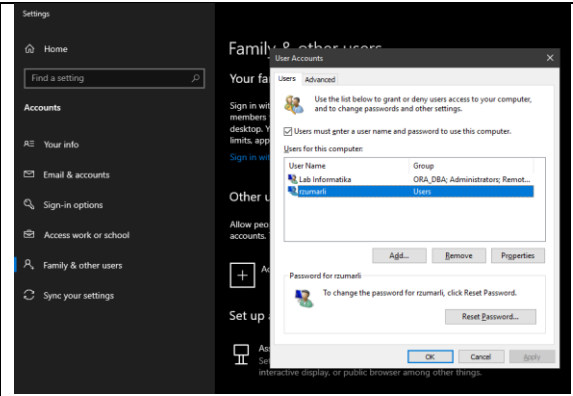 Settings
Home
Find a setting
Accounts
Your info
Email & accounts
Sign-in options
Access work or school
Family & other users
Sync your settings
Family & other users
Your fa
Sign in wit
members
desktop. Y
limits, app
Sign in wit
Other u
Allow peo
accounts.
Set up
As
Se
interactive display, or public browser among other things.
User Accounts
Users Advanced
Use the list below to grant or deny users access to your computer,
and to change passwords and other settings.
Users must enter a user name and password to use this computer.
Users for this computer:
User Name Group
Lab Informatika ORA_DBA; Administrators; Remot...
rzumarli Users
Add... Remove Properties
Password for rzumarli
To change the password for rzumarli, click Reset Password.
Reset Password...
OK Cancel Apply